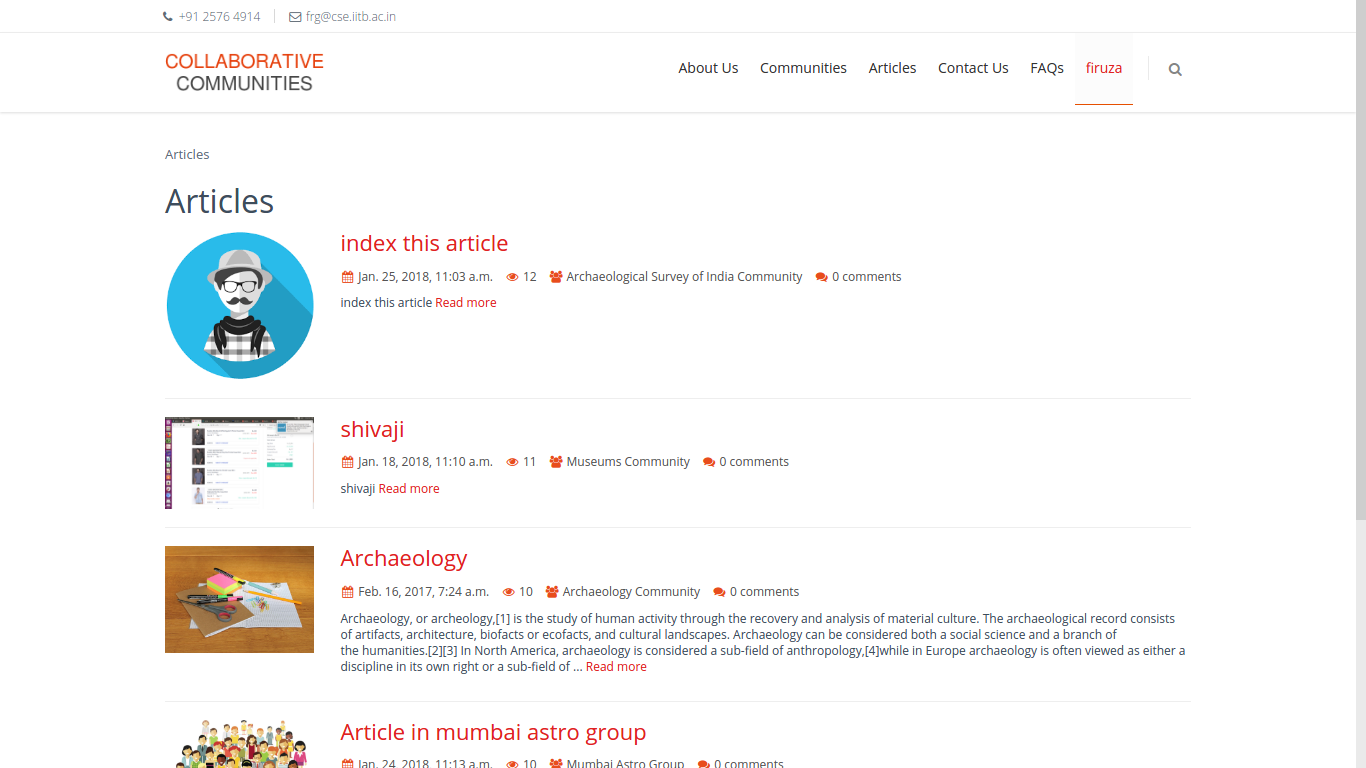 +91 2576 4914
frg@cse.iitb.ac.in
COLLABORATIVE
COMMUNITIES
About Us Communities Articles Contact Us FAQs firuza
Articles
Articles
index this article
Jan. 25, 2018, 11:03 a.m. 12 Archaeological Survey of India Community 0 comments
index this article Read more
shivaji
Jan. 18, 2018, 11:10 a.m. 11 Museums Community 0 comments
shivaji Read more
Archaeology
Feb. 16, 2017, 7:24 a.m. 10 Archaeology Community 0 comments
Archaeology, or archeology,[1] is the study of human activity through the recovery and analysis of material culture. The archaeological record consists
of artifacts, architecture, biofacts or ecofacts, and cultural landscapes. Archaeology can be considered both a social science and a branch of
the humanities.[2][3] In North America, archaeology is considered a sub-field of anthropology,[4]while in Europe archaeology is often viewed as either a
discipline in its own right or a sub-field of ... Read more
Article in mumbai astro group
Jan. 24, 2018, 11:13 a.m. 10 Mumbai Astro Group 0 comments